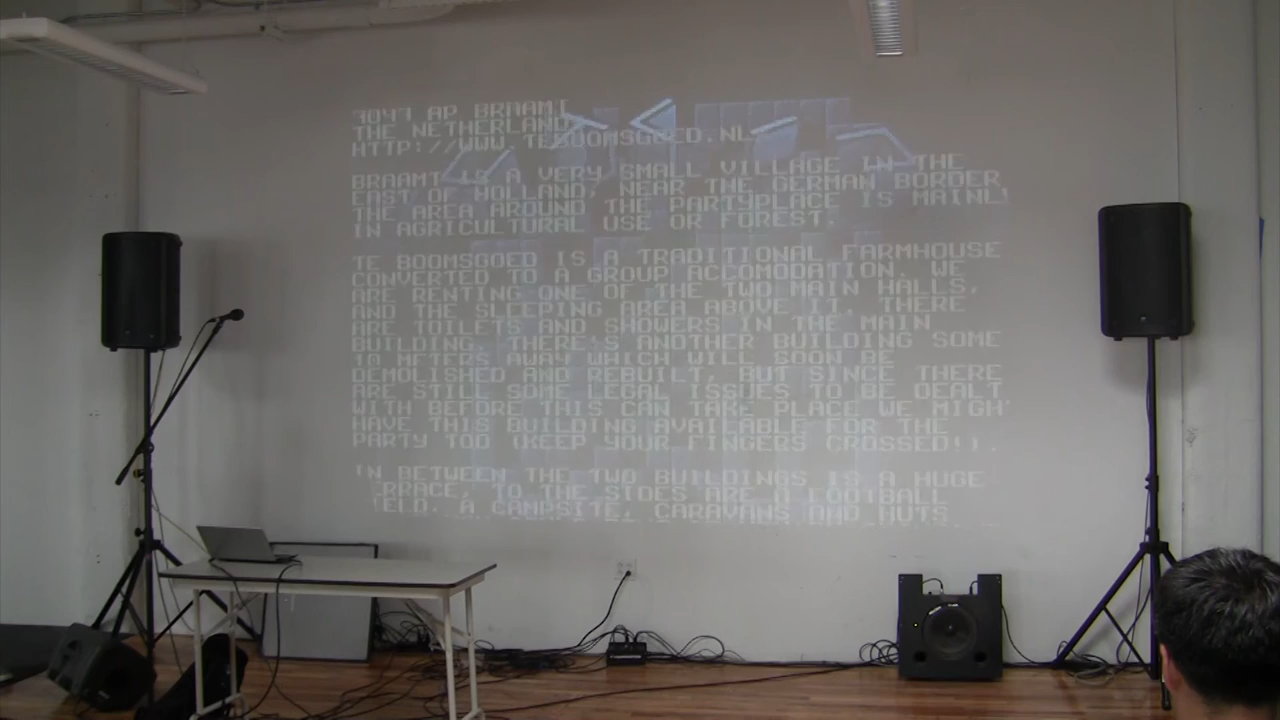 7047 AP BRAAMT
THE NETHERLANDS
HTTP://WWW.TEBOOMSGOED.NL
BRAAMT IS A VERY SMALL VILLAGE IN THE
EAST OF HOLLAND, NEAR THE GERMAN BORDER
THE AREA AROUND THE PARTYPLACE IS MAINL
IN AGRICULTURAL USE OR FOREST.
TE BOOMSGOED IS A TRADITIONAL FARMHOUSE
CONVERTED TO A GROUP ACCOMODATION. WE
ARE RENTING ONE OF THE TWO MAIN HALLS,
AND THE SLEEPING AREA ABOVE IT. THERE
ARE TOILETS AND SHOWERS IN THE MAIN
BUILDING. THERE'S ANOTHER BUILDING SOME
10 METERS AWAY WHICH WILL SOON BE
DEMOLISHED AND REBUILT, BUT SINCE THERE
ARE STILL SOME LEGAL ISSUES TO BE DEALT
WITH BEFORE THIS CAN TAKE PLACE WE MIGH
HAVE THIS BUILDING AVAILABLE FOR THE
PARTY TOO (KEEP YOUR FINGERS CROSSED!).
IN BETWEEN THE TWO BUILDINGS IS A HUGE
ERRACE, TO THE SIDES ARE A FOOTBALL
IELD, A CAMPSITE, CARAVANS AND HUTS